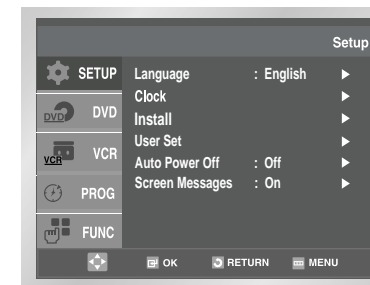 Setup
SETUP
Language : English ►
Clock ►
DVD DVD
Install ►
User Set ►
VCR VCR
Auto Power Off : Off ►
Screen Messages : On ►
PROG
FUNC
OK RETURN MENU